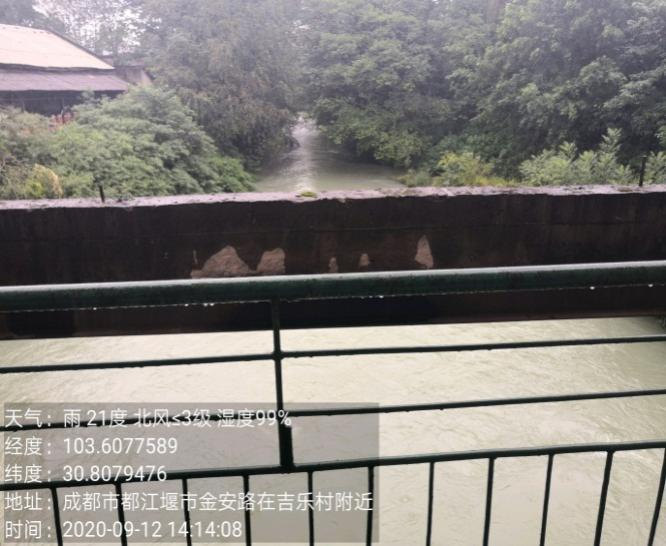 天气：雨 21度 北风≤3级 湿度99%
经度：103.6077589
纬度：30.8079476
地址：成都市都江堰市金安路在吉乐村附近
时间：2020-09-12 14:14:08